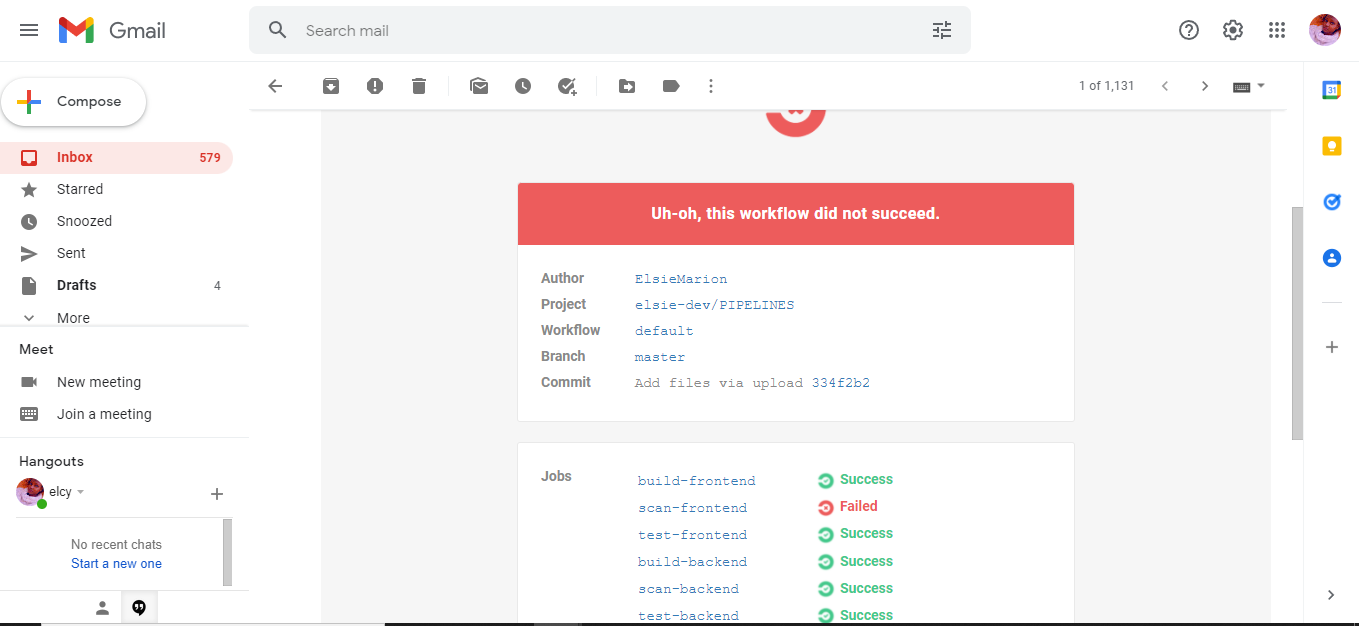 Gmail
Search mail
Compose
1 of 1,131
31
Inbox 579
Starred
Snoozed
Sent
Drafts 4
More
Meet
New meeting
Join a meeting
Hangouts
elcy
No recent chats
Start a new one
Uh-oh, this workflow did not succeed.
Author ElsieMarion
Project elsie-dev/PIPELINES
Workflow default
Branch master
Commit Add files via upload 334f2b2
Jobs build-frontend Success
scan-frontend Failed
test-frontend Success
build-backend Success
scan-backend Success
test-backend Success